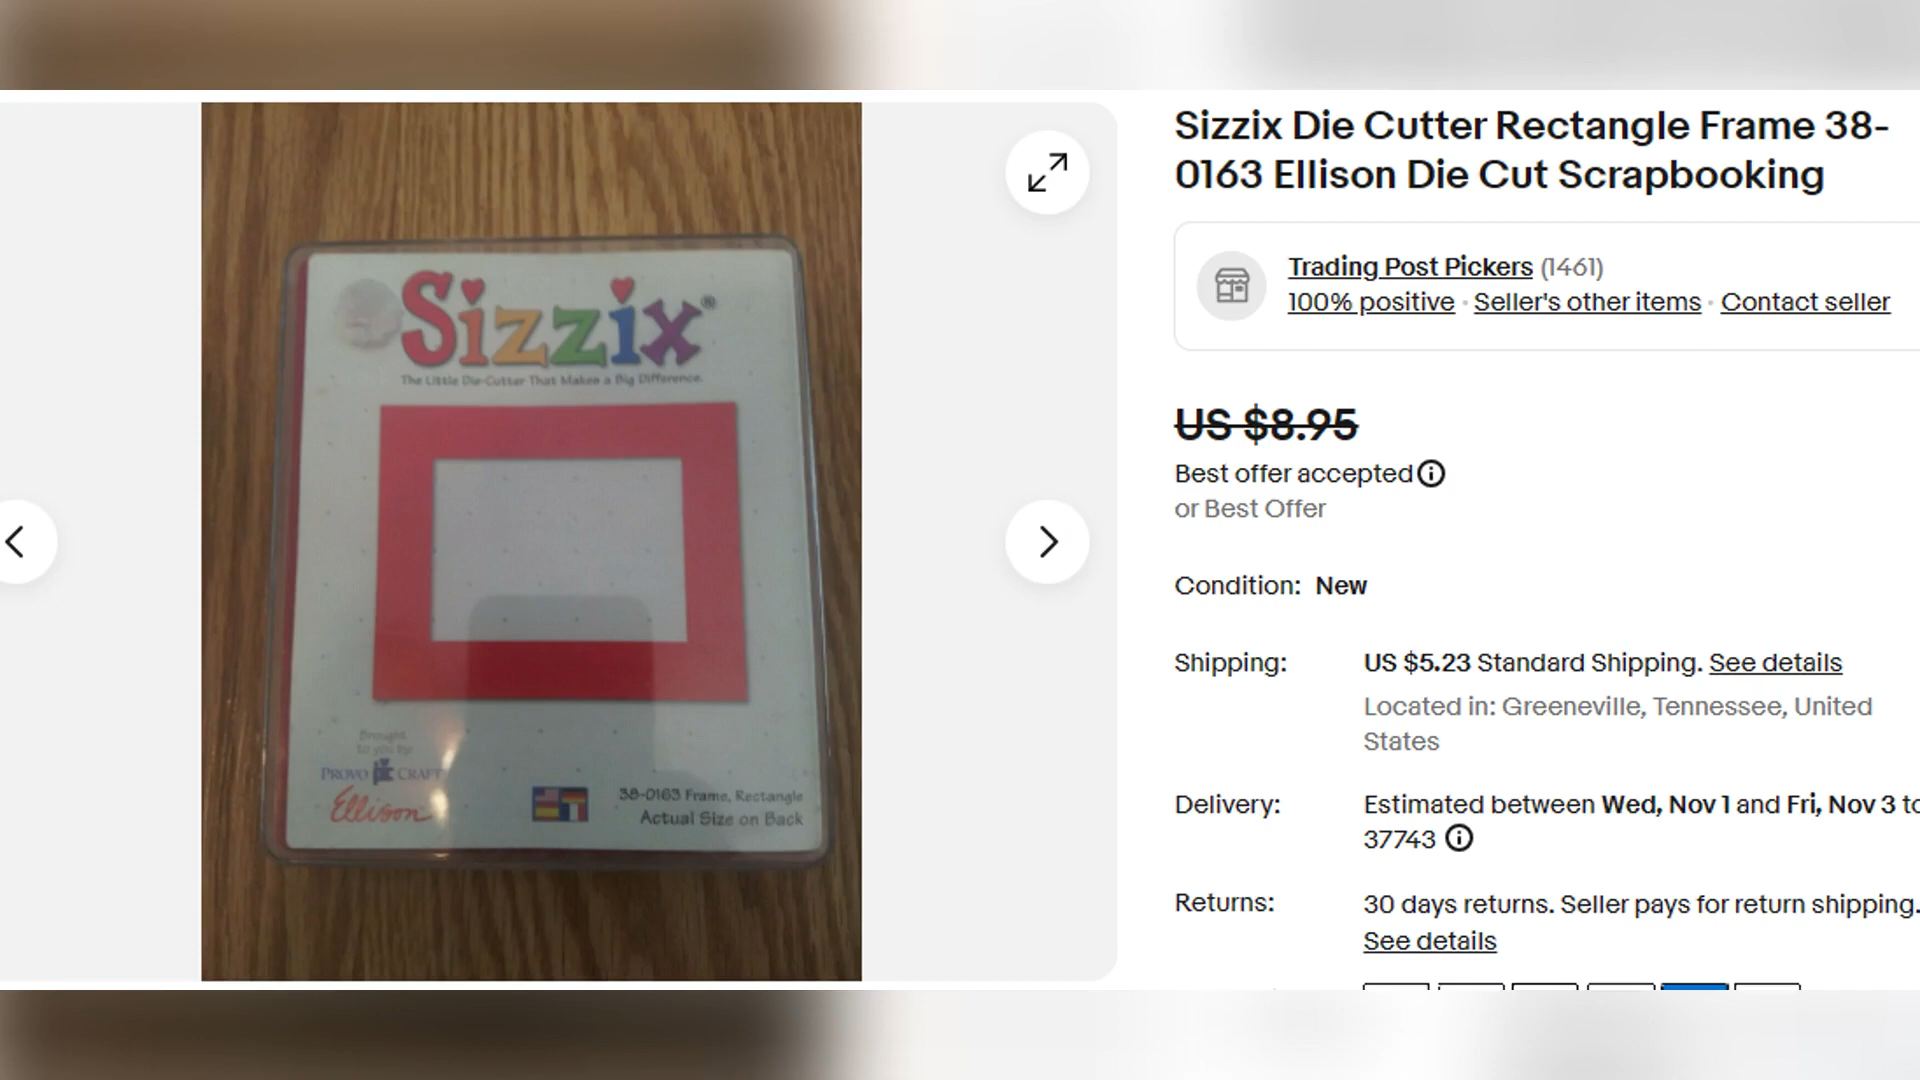 Sizzix®
The Little Die-Cutter That Makes a Big Difference.
Brought
to you by:
PROVO CRAFT
Ellison
38-0163 Frame, Rectangle
Actual Size on Back
Sizzix Die Cutter Rectangle Frame 38-
0163 Ellison Die Cut Scrapbooking
Trading Post Pickers (1461)
100% positive · Seller's other items · Contact seller
US $8.95
Best offer accepted
or Best Offer
Condition: New
Shipping: US $5.23 Standard Shipping. See details
Located in: Greeneville, Tennessee, United
States
Delivery: Estimated between Wed, Nov 1 and Fri, Nov 3 to
37743
Returns: 30 days returns. Seller pays for return shipping.
See details